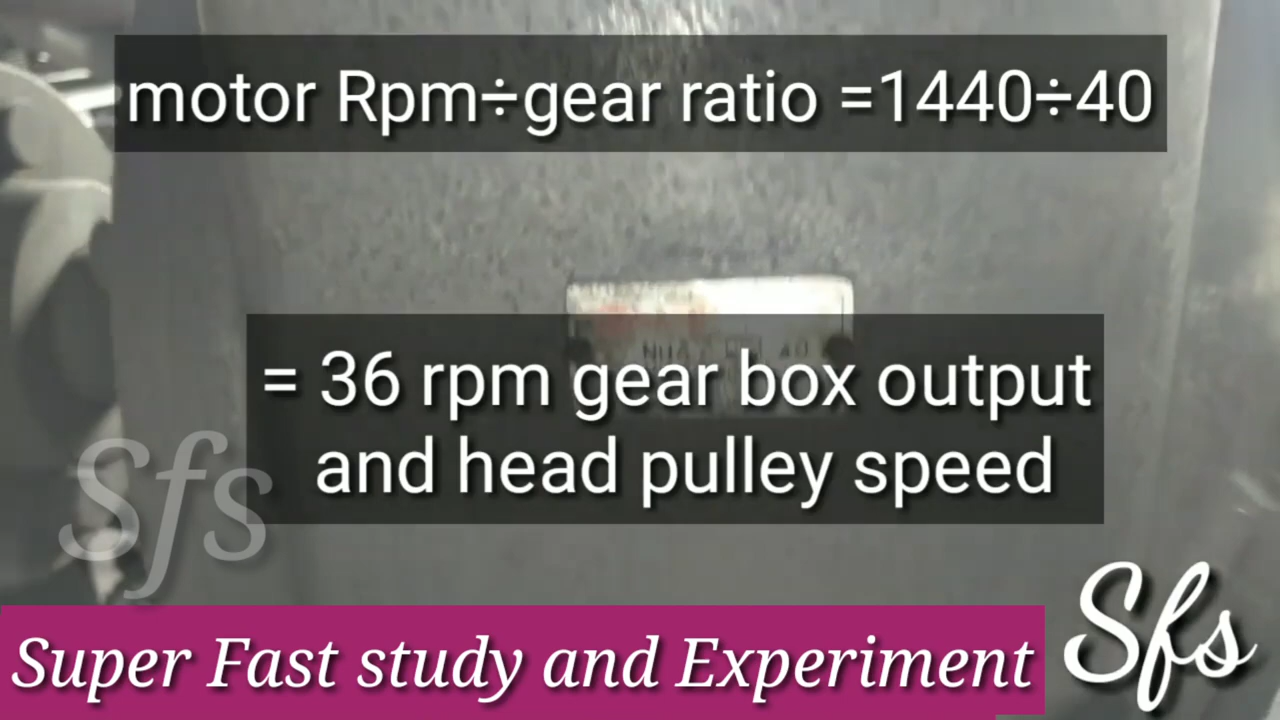 motor Rpm÷gear ratio =1440÷40
= 36 rpm gear box output
and head pulley speed
Sfs
Super Fast study and Experiment
Sfs